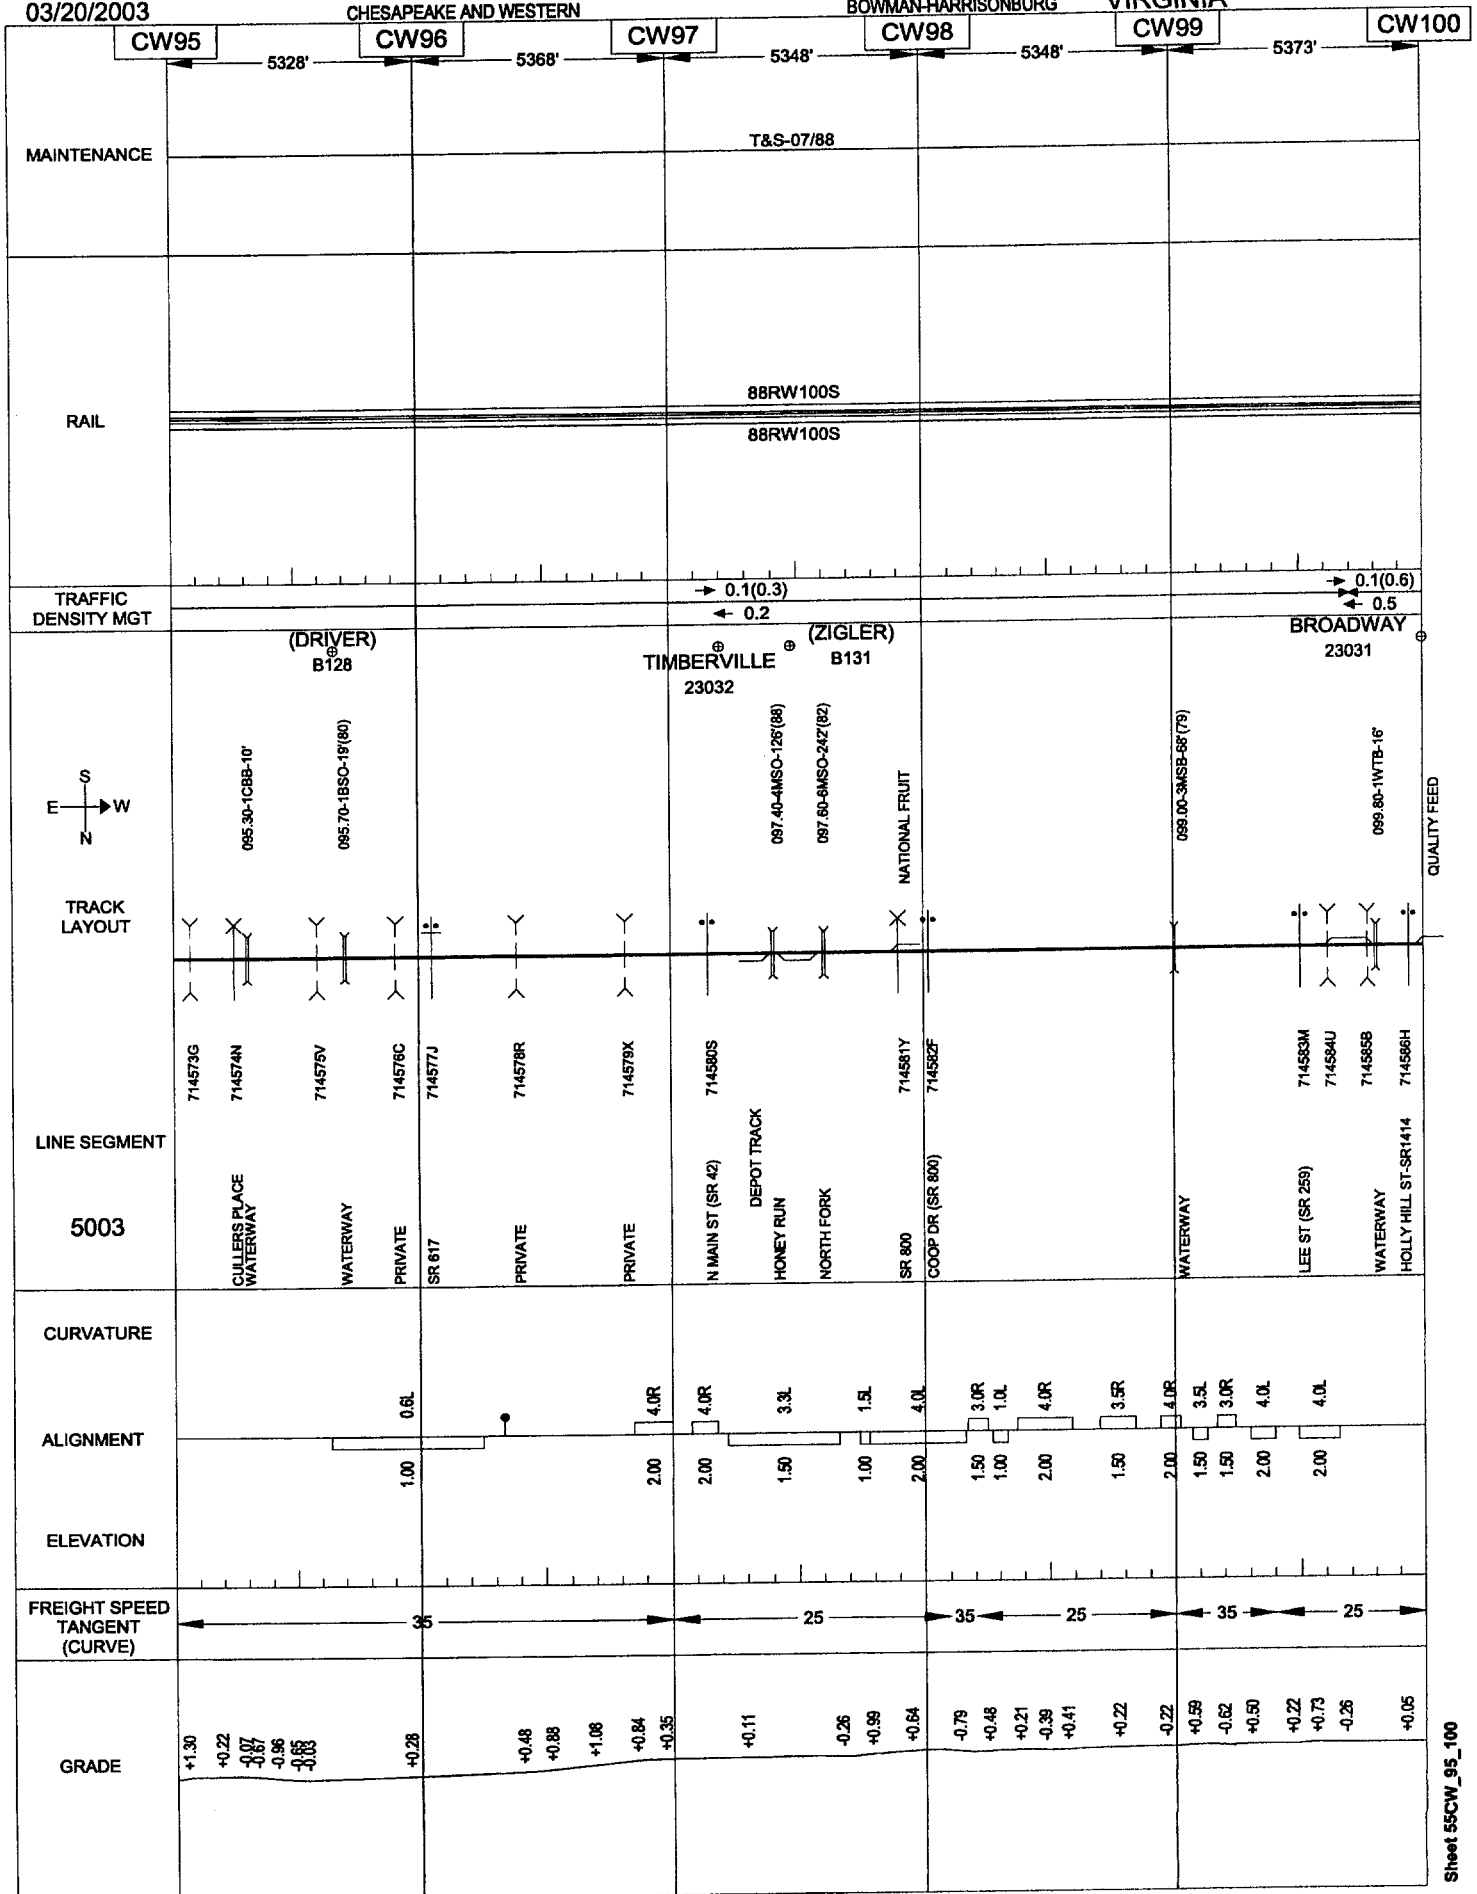 03/20/2003
CHESAPEAKE AND WESTERN
BOWMAN-HARRISONBURG
VIRGINIA
CW95
CW96
CW97
CW98
CW99
CW100
5328'
5368'
5348'
5348'
5373'
MAINTENANCE
T&S-07/88
RAIL
88RW100S
88RW100S
TRAFFIC
DENSITY MGT
0.1(0.3)
0.2
0.1(0.6)
0.5
(DRIVER)
B128
TIMBERVILLE
23032
(ZIGLER)
B131
BROADWAY
23031
S
E
W
N
095.30-1CBB-10'
095.70-1BSO-19'(80)
097.40-4MSO-126'(88)
097.60-6MSO-242'(82)
NATIONAL FRUIT
099.00-3MSB-68'(79)
099.80-1WTB-16'
QUALITY FEED
TRACK
LAYOUT
714573G
714574N
714575V
714576C
714577J
714578R
714579X
714580S
714581Y
714582F
714583M
714584U
714585B
714586H
LINE SEGMENT
5003
CULLERS PLACE
WATERWAY
WATERWAY
PRIVATE
SR 617
PRIVATE
PRIVATE
N MAIN ST (SR 42)
DEPOT TRACK
HONEY RUN
NORTH FORK
SR 800
COOP DR (SR 800)
WATERWAY
LEE ST (SR 259)
WATERWAY
HOLLY HILL ST-SR1414
CURVATURE
0.6L
4.0R
4.0R
3.3L
1.5L
4.0L
3.0R
1.0L
4.0R
3.5R
4.0R
3.5L
3.0R
4.0L
4.0L
ALIGNMENT
1.00
2.00
2.00
1.50
1.00
2.00
1.50
1.00
2.00
1.50
2.00
1.50
1.50
2.00
2.00
ELEVATION
FREIGHT SPEED
TANGENT
(CURVE)
35
25
35
25
35
25
GRADE
+1.30
+0.22
-0.07
-0.67
-0.96
-0.65
-0.03
+0.28
+0.48
+0.88
+1.08
+0.84
+0.35
+0.11
-0.26
+0.99
+0.64
-0.79
+0.48
+0.21
-0.39
+0.41
+0.22
-0.22
+0.59
-0.62
+0.50
+0.22
+0.73
-0.26
+0.05
Sheet 55CW_95_100